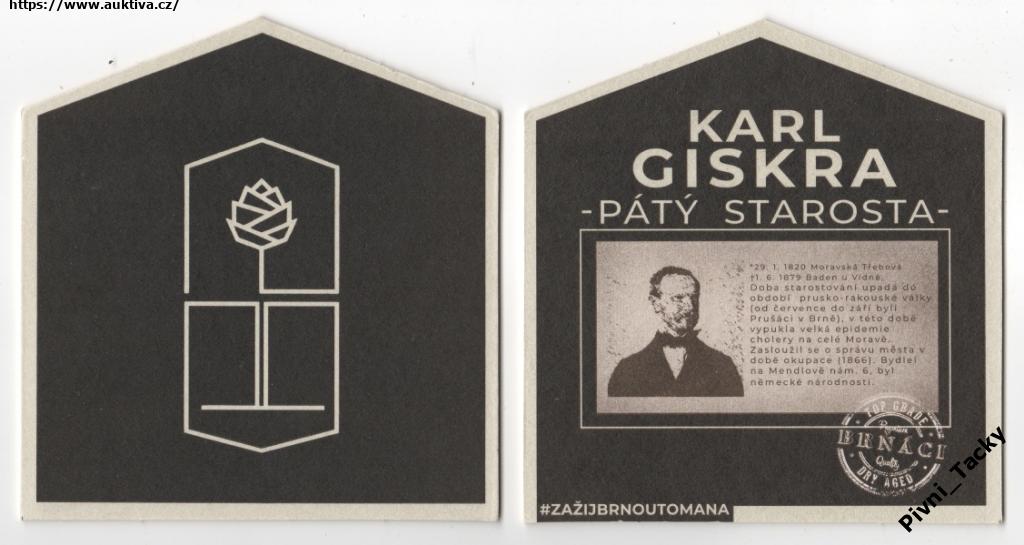 https://www.auktiva.cz/
KARL
GISKRA
-PÁTÝ STAROSTA-
*29. 1. 1820 Moravská Třebová
†1. 6. 1879 Baden u Vídně.
Doba starostování upadá do
období prusko-rakouské války
(od července do září byli
Prušáci v Brně), v této době
vypukla velká epidemie
cholery na celé Moravě.
Zasloužil se o správu města v
době okupace (1866). Bydlel
na Mendlově nám. 6, byl
německé národnosti.
TOP GRADE
Premium
BRŇÁCI
Quality
DRY AGED
#ZAŽIJBRNOUTOMANA
Pivni_Tacky